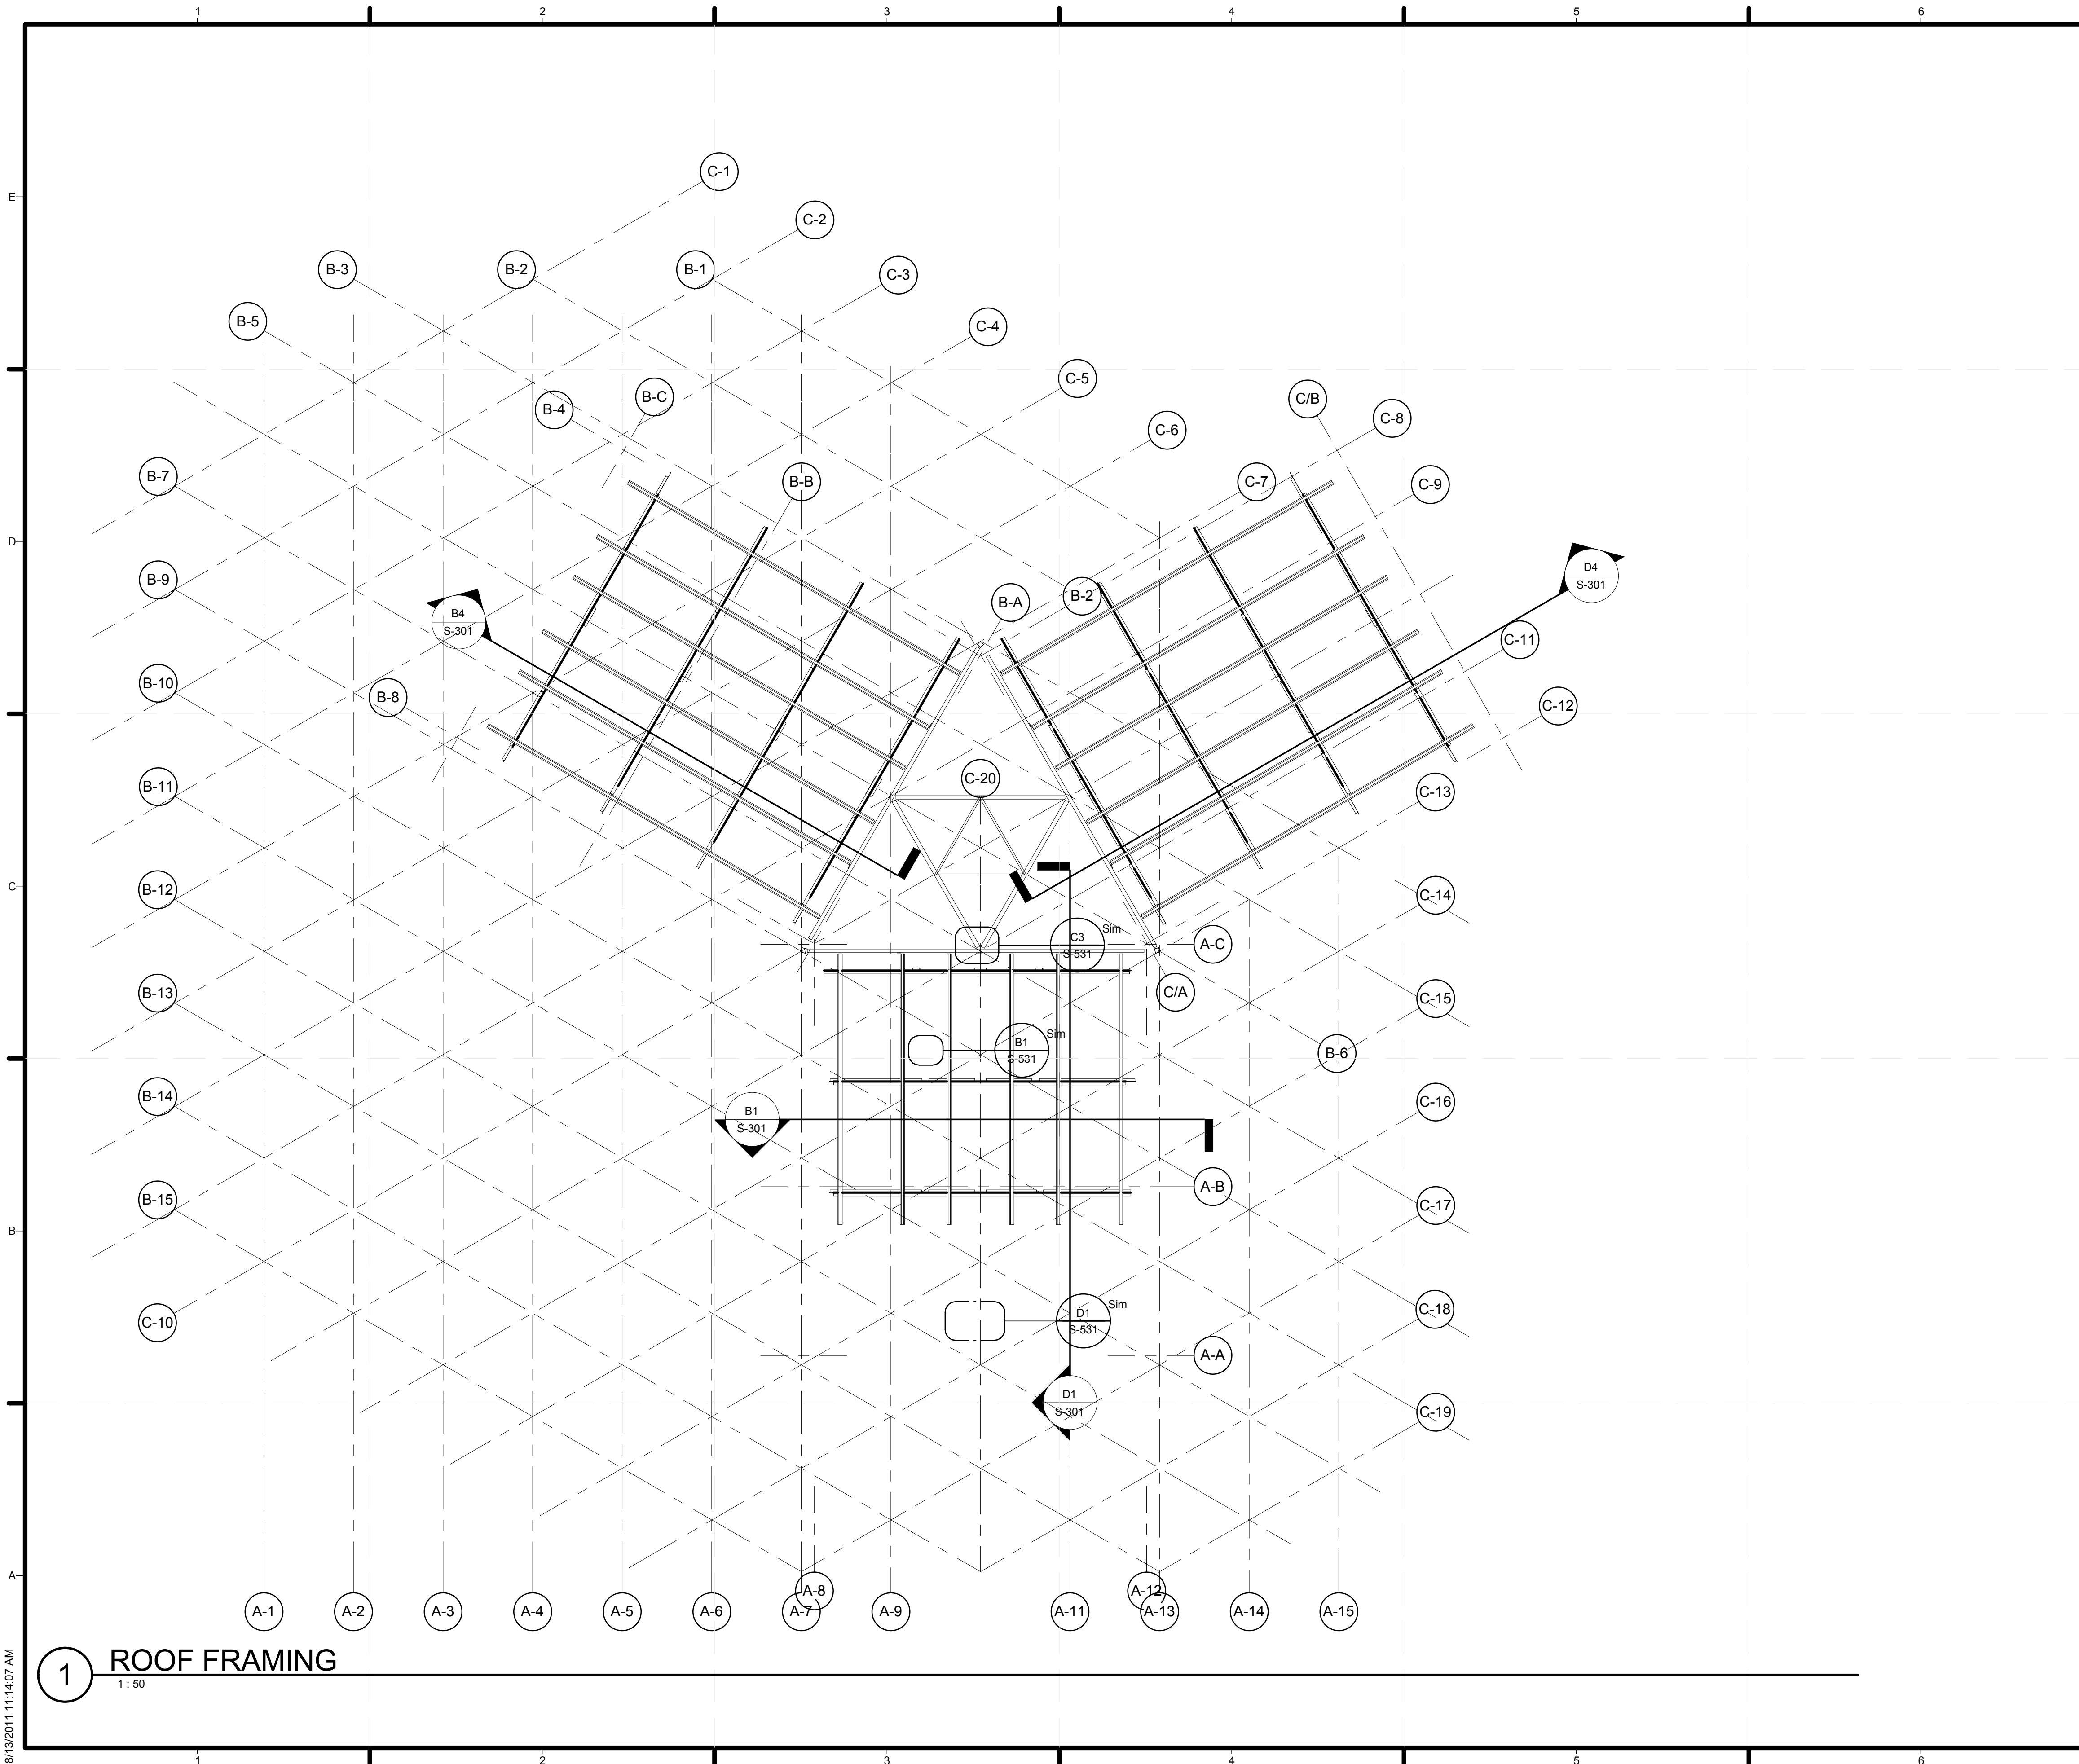 1 2 3 4 5 6
E
D
C
B
A
C-1
C-2
B-3 B-2 B-1 C-3
B-5 C-4
C-5
B-4 B-C C/B C-8
C-6
B-7 B-B C-7 C-9
B-9 B-A B-2
D4
S-301
B4
S-301
C-11
B-10 B-8 C-12
B-11 C-20 C-13
B-12 C-14
C3
S-531
Sim
A-C
B-13 C/A C-15
B1
S-531
Sim
B-6
B-14 C-16
B1
S-301
A-B
B-15 C-17
C-10 C-18
D1
S-531
Sim
A-A
D1
S-301
C-19
A-8 A-12
A-1 A-2 A-3 A-4 A-5 A-6 A-7 A-9 A-11 A-13 A-14 A-15
1 ROOF FRAMING
1 : 50
8/13/2011 11:14:07 AM
1 2 3 4 5 6